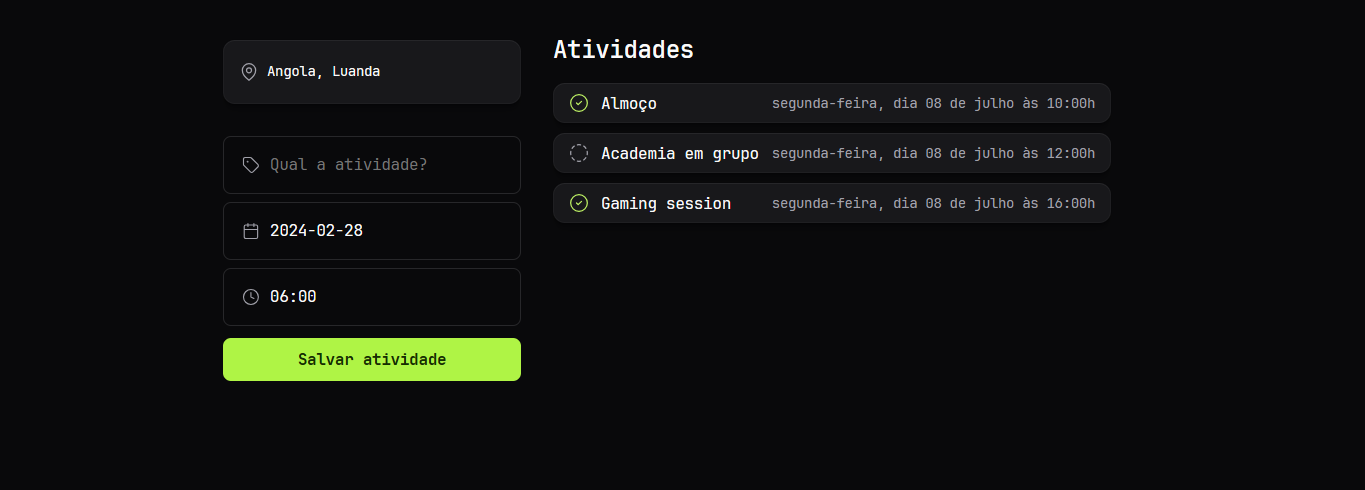 Angola, Luanda
Qual a atividade?
2024-02-28
06:00
Salvar atividade
Atividades
Almoço segunda-feira, dia 08 de julho às 10:00h
Academia em grupo segunda-feira, dia 08 de julho às 12:00h
Gaming session segunda-feira, dia 08 de julho às 16:00h